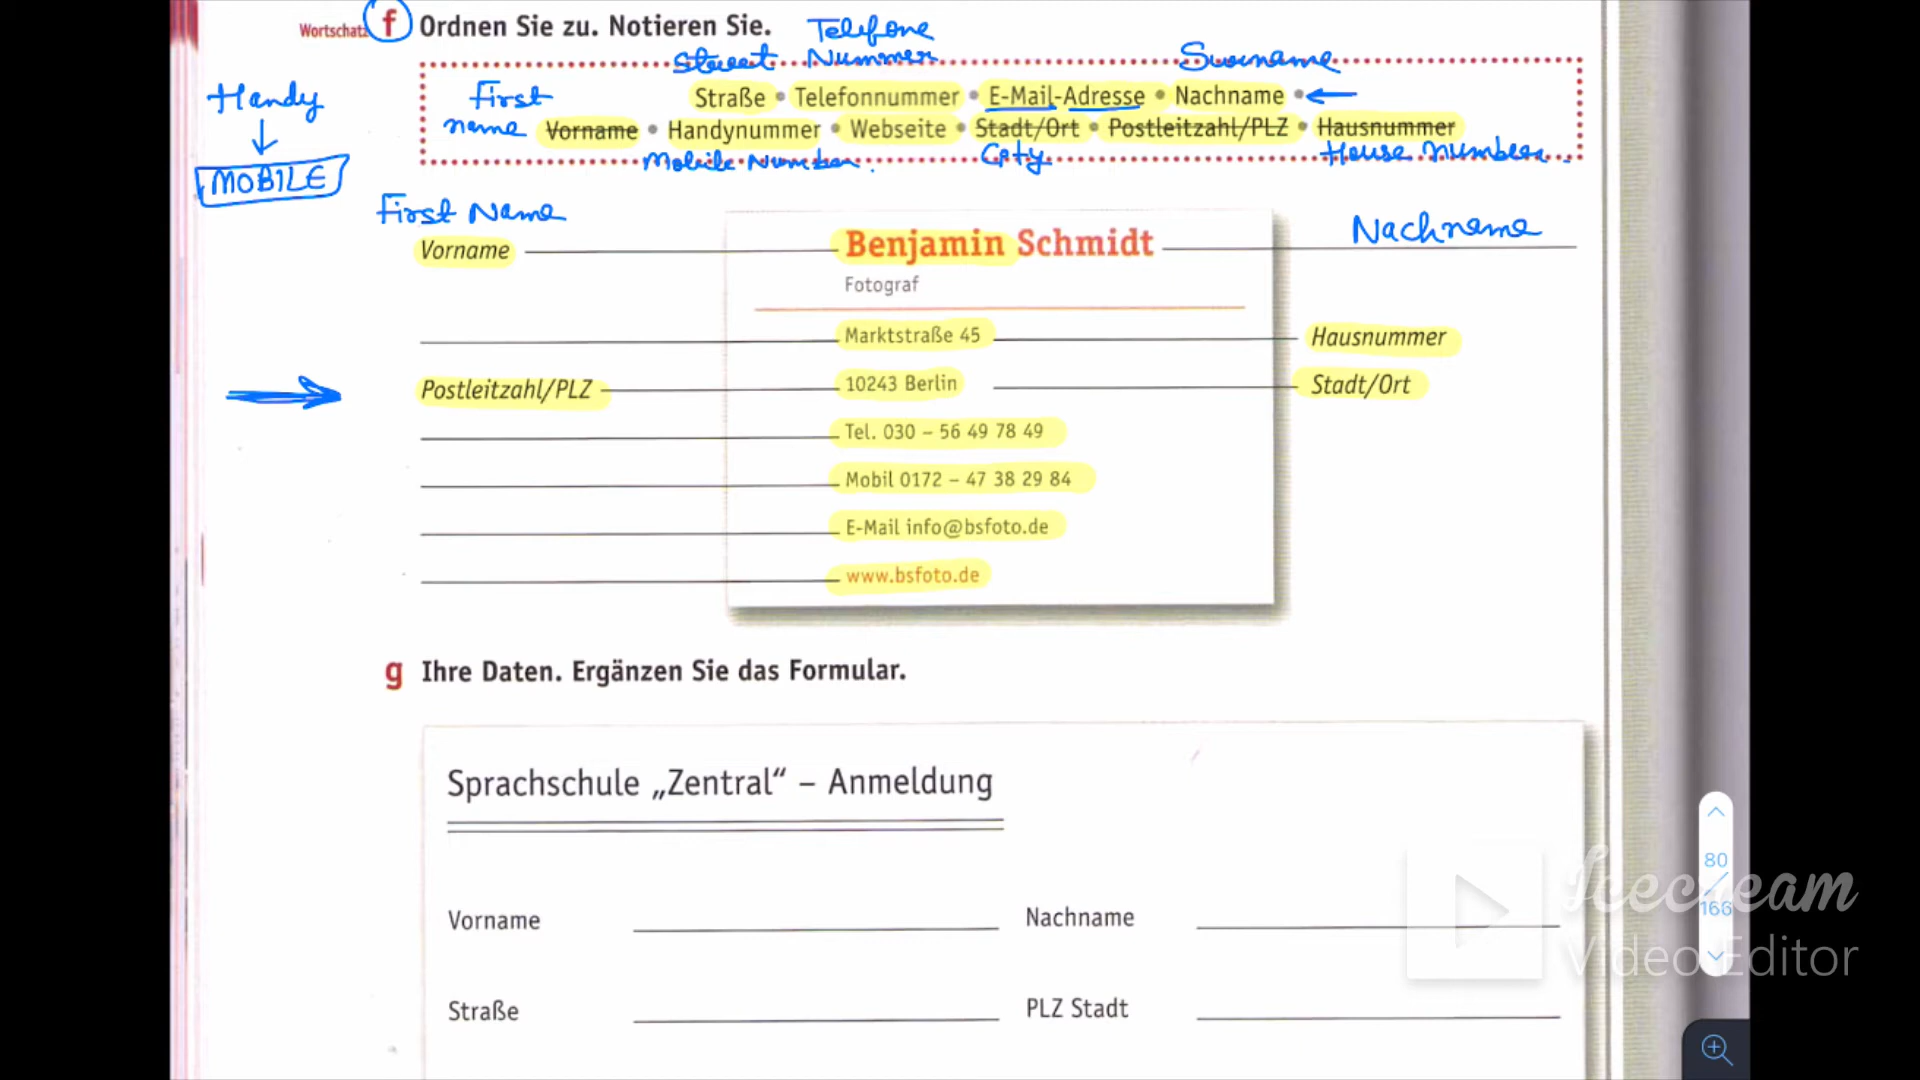 Wortschatz f Ordnen Sie zu. Notieren Sie. Telefone
Street Nummer Surname
Handy First Straße • Telefonnummer • E-Mail-Adresse • Nachname •
name Vorname • Handynummer • Webseite • Stadt/Ort • Postleitzahl/PLZ • Hausnummer
Mobile Number. City House Number.
MOBILE
First Name
Vorname Benjamin Schmidt Nachname
Fotograf
Marktstraße 45 Hausnummer
Postleitzahl/PLZ 10243 Berlin Stadt/Ort
Tel. 030 – 56 49 78 49
Mobil 0172 – 47 38 29 84
E-Mail info@bsfoto.de
www.bsfoto.de
g Ihre Daten. Ergänzen Sie das Formular.
Sprachschule „Zentral“ – Anmeldung
Vorname Nachname
Straße PLZ Stadt
80
166
Icecream
Video Editor